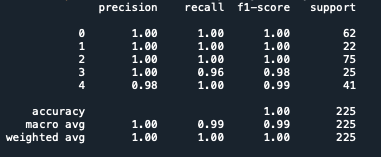 precision recall f1-score support
0 1.00 1.00 1.00 62
1 1.00 1.00 1.00 22
2 1.00 1.00 1.00 75
3 1.00 0.96 0.98 25
4 0.98 1.00 0.99 41
accuracy 1.00 225
macro avg 1.00 0.99 0.99 225
weighted avg 1.00 1.00 1.00 225